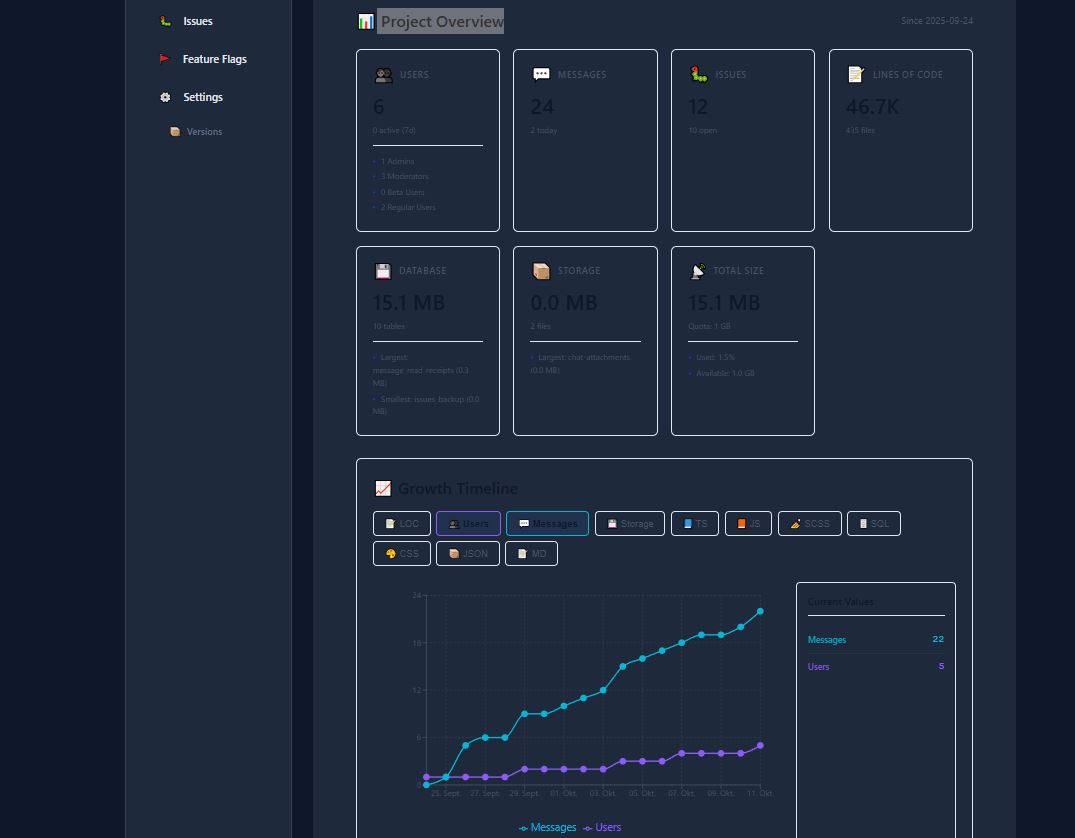 Issues
Feature Flags
Settings
Versions
Project Overview
Since 2025-09-24
USERS
6
0 active (7d)
• 1 Admins
• 3 Moderators
• 0 Beta Users
• 2 Regular Users
MESSAGES
24
2 today
ISSUES
12
10 open
LINES OF CODE
46.7K
435 files
DATABASE
15.1 MB
10 tables
• Largest:
message_read_receipts (0.3
MB)
• Smallest: issues_backup (0.0
MB)
STORAGE
0.0 MB
2 files
• Largest: chat-attachments
(0.0 MB)
TOTAL SIZE
15.1 MB
Quota: 1 GB
• Used: 1.5%
• Available: 1.0 GB
Growth Timeline
LOC Users Messages Storage TS JS SCSS SQL
CSS JSON MD
24
18
12
6
0
25. Sept. 27. Sept. 29. Sept. 01. Okt. 03. Okt. 05. Okt. 07. Okt. 09. Okt. 11. Okt.
Messages Users
Current Values
Messages 22
Users 5